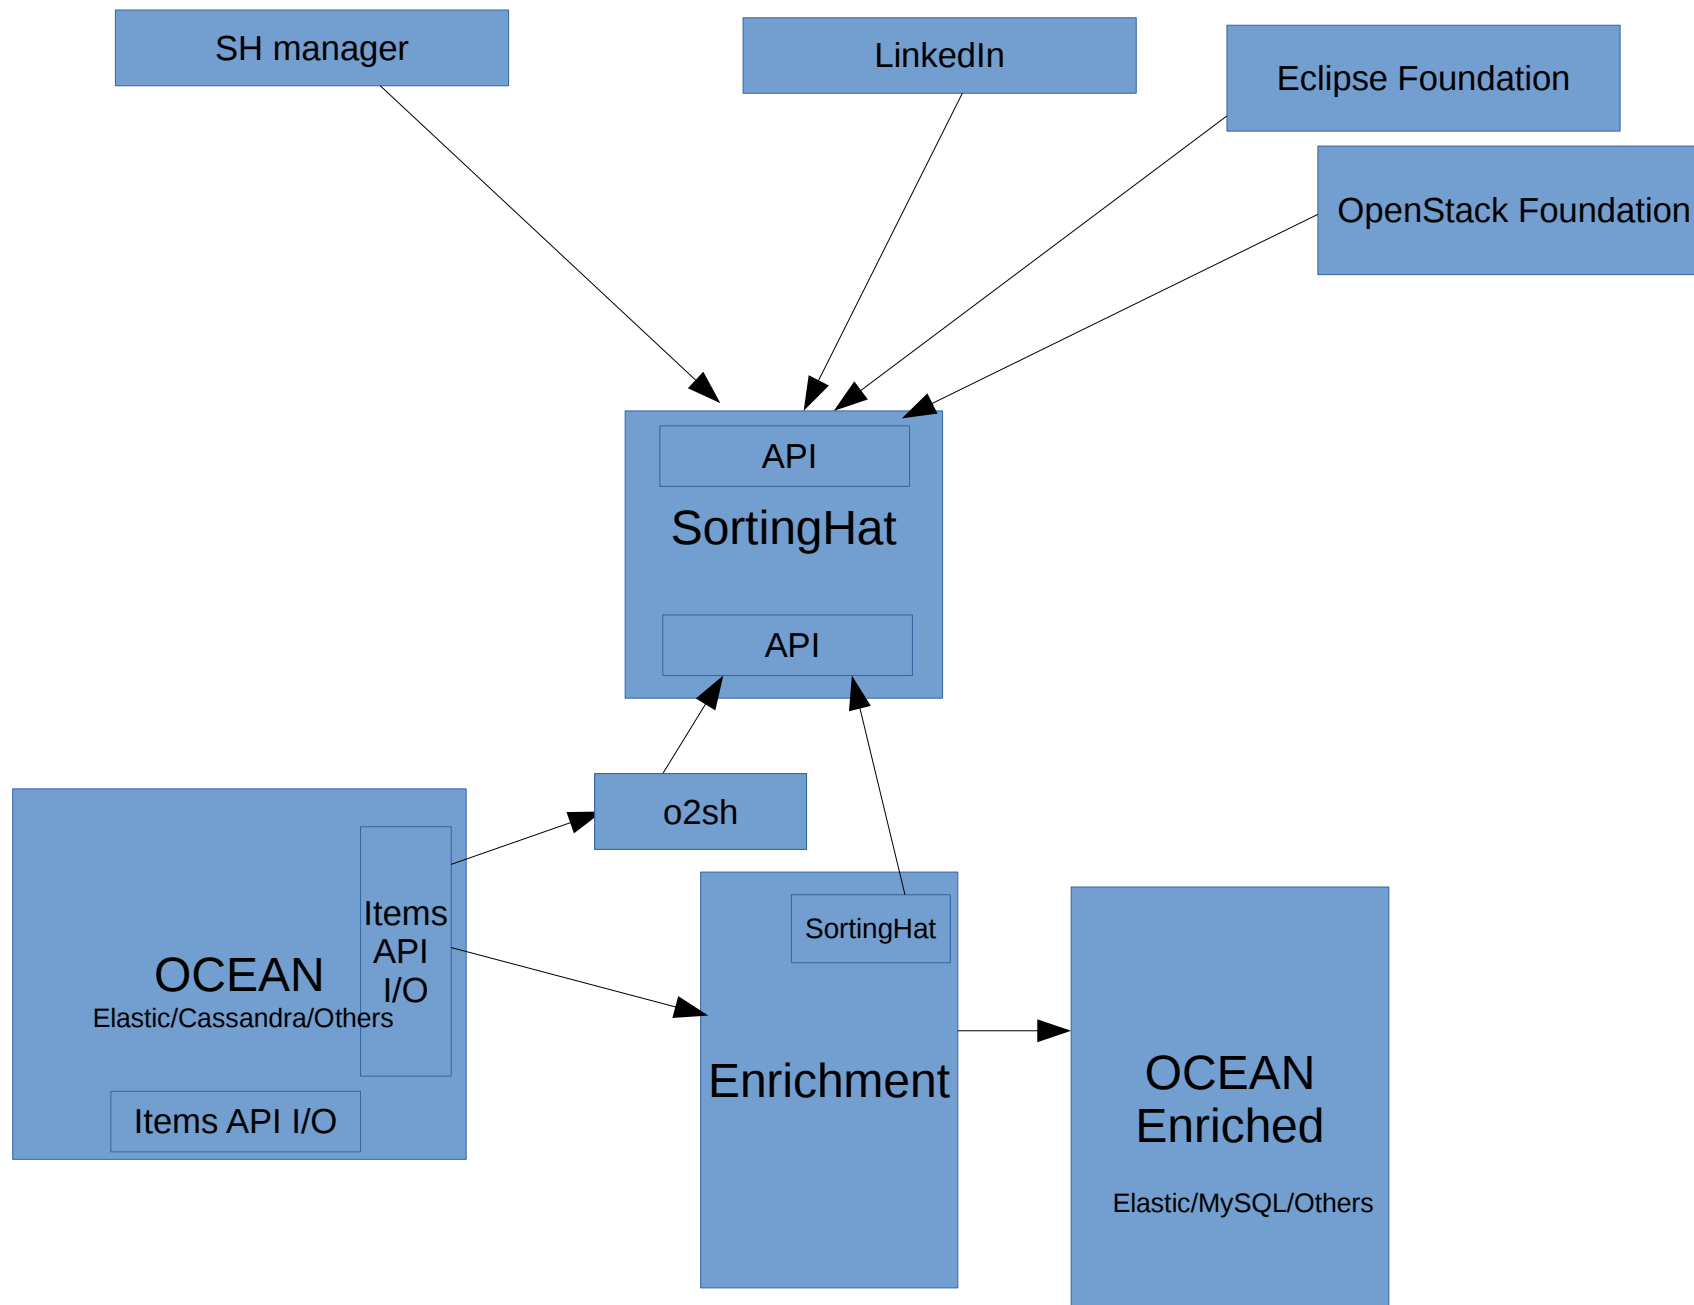 SH manager
LinkedIn
Eclipse Foundation
OpenStack Foundation
API
SortingHat
API
o2sh
Items
API
I/O
OCEAN
Elastic/Cassandra/Others
Items API I/O
SortingHat
Enrichment
OCEAN
Enriched
Elastic/MySQL/Others